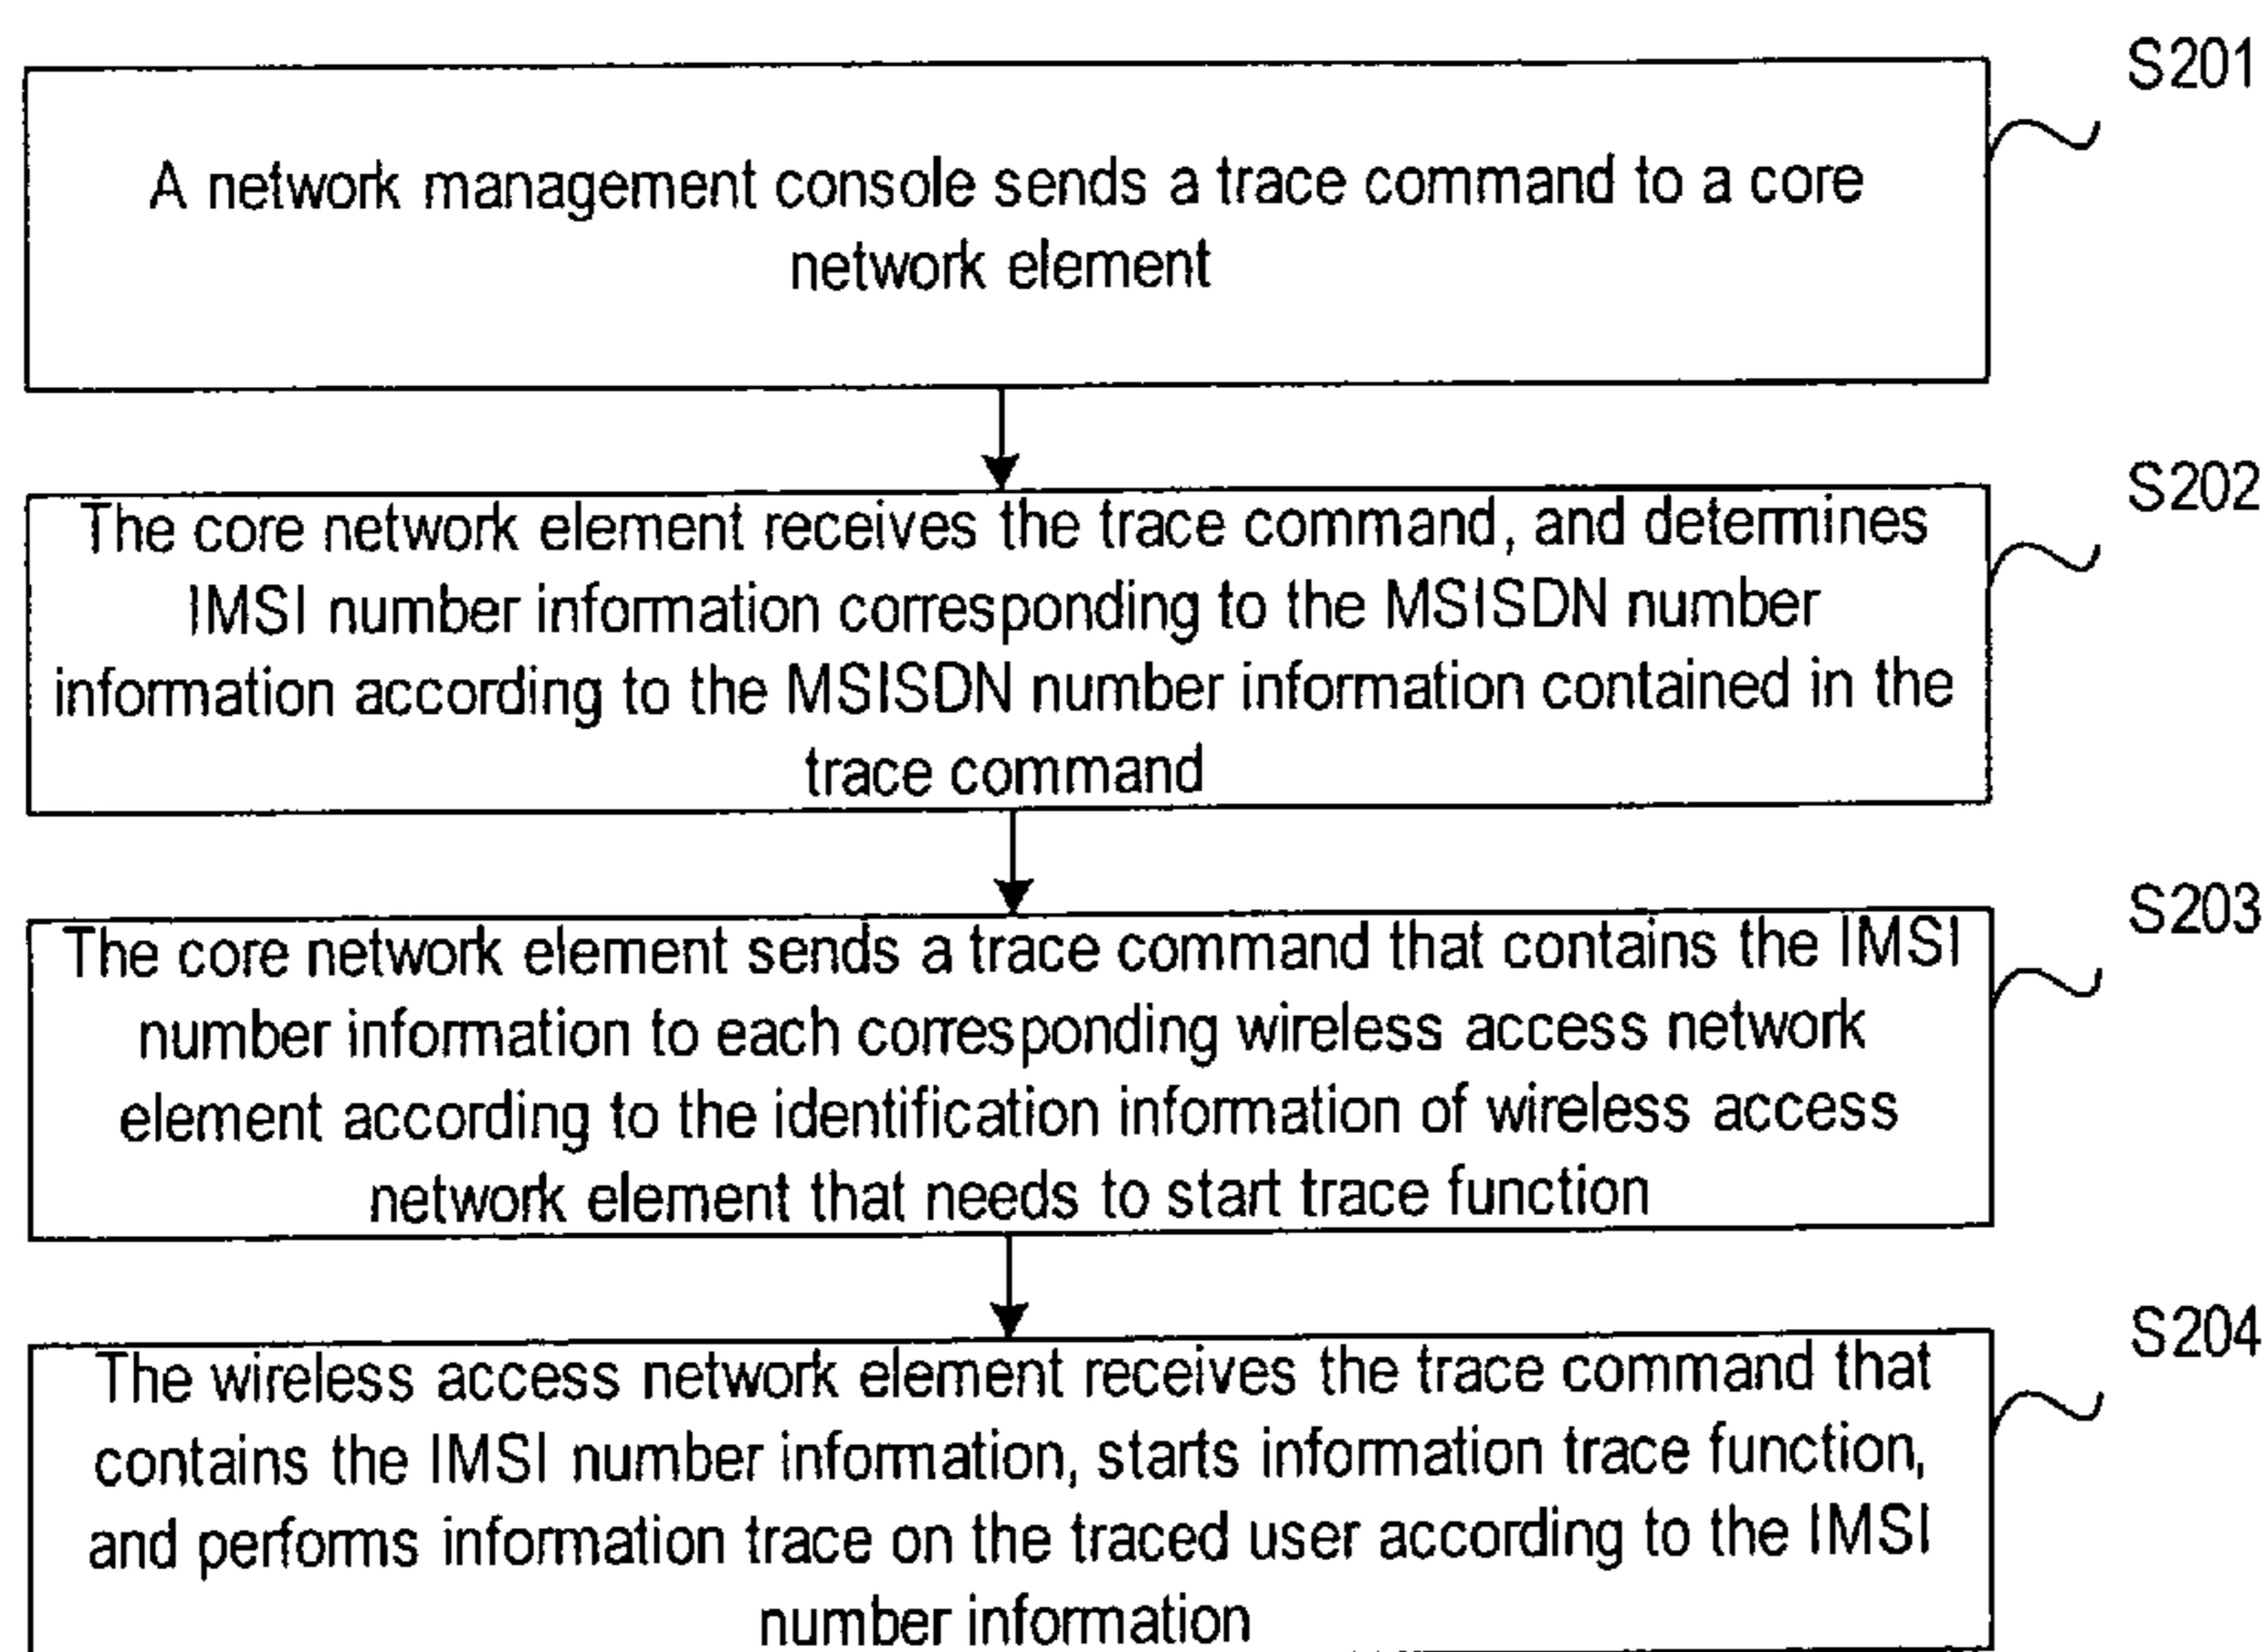 S201
A network management console sends a trace command to a core
network element
S202
The core network element receives the trace command, and determines
IMSI number information corresponding to the MSISDN number
information according to the MSISDN number information contained in the
trace command
S203
The core network element sends a trace command that contains the IMSI
number information to each corresponding wireless access network
element according to the identification information of wireless access
network element that needs to start trace function
S204
The wireless access network element receives the trace command that
contains the IMSI number information, starts information trace function,
and performs information trace on the traced user according to the IMSI
number information